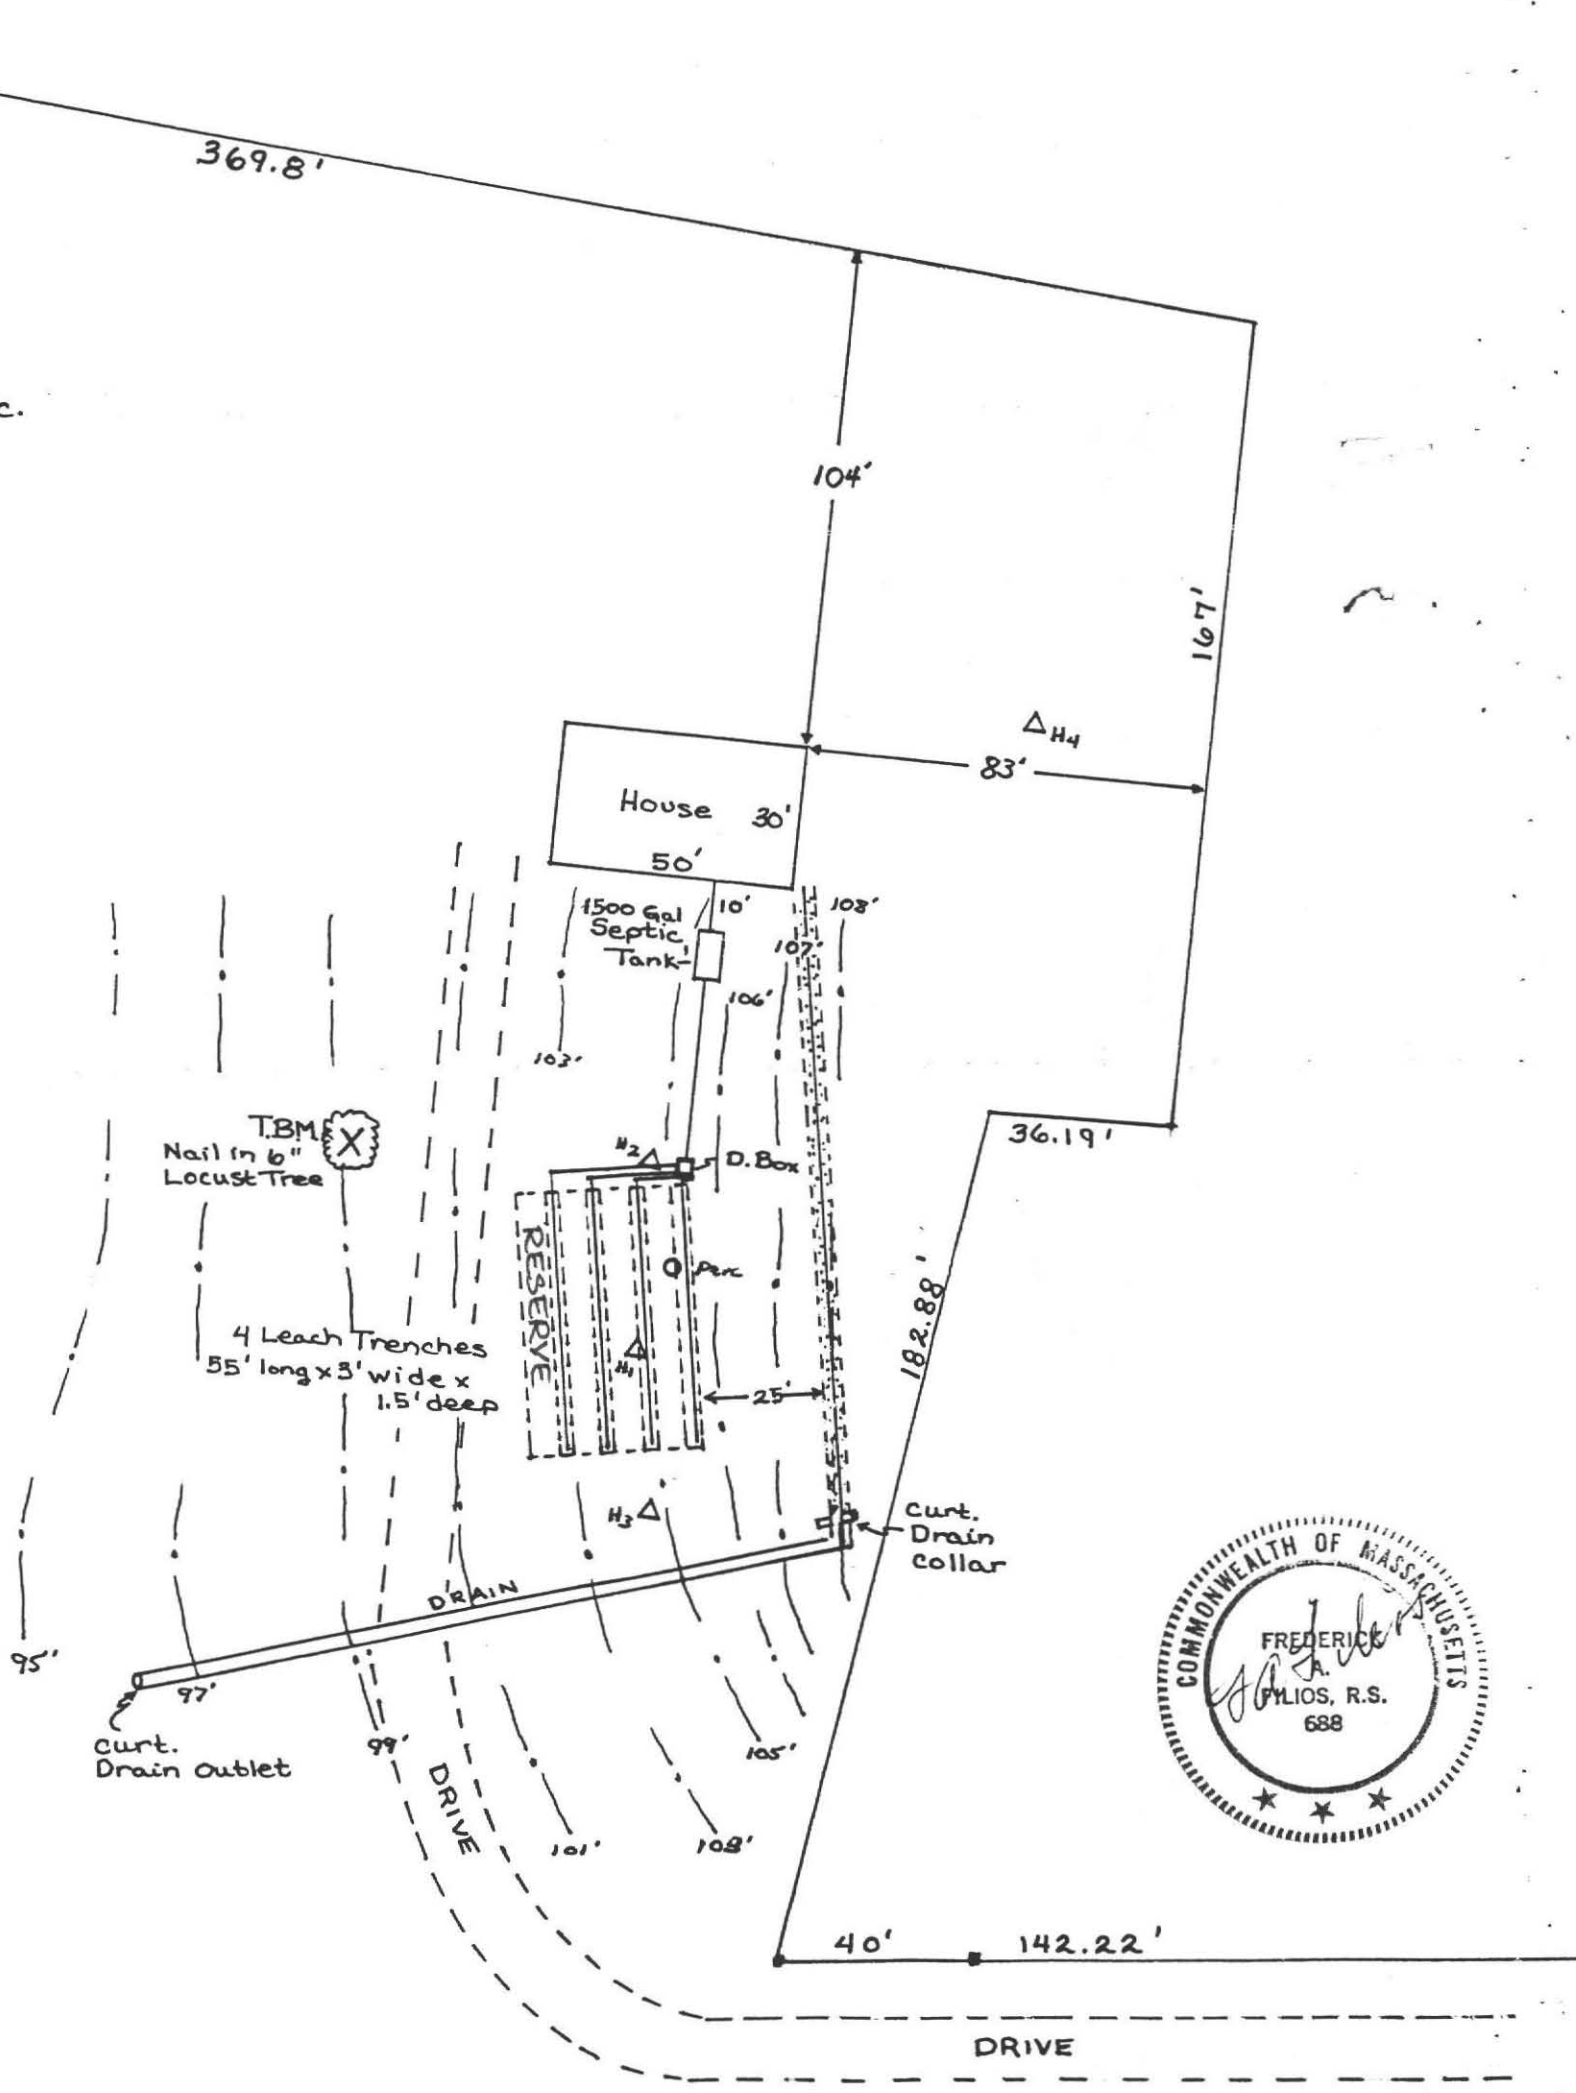 369.8'
c.
104'
167'
H4
83'
House
30'
50'
1500 Gal
Septic
Tank
10'
108'
107'
106'
103'
T.B.M.
Nail in 6"
Locust Tree
36.19'
H2
D. Box
RESERVE
Perc
182.88'
4 Leach Trenches
55' long x 3' wide x
1.5' deep
H1
25'
H3
Curt.
Drain
Collar
DRAIN
95'
97'
Curt.
Drain Outlet
99'
DRIVE
105'
101'
103'
COMMONWEALTH OF MASSACHUSETTS
FREDERICK
A.
FILIOS, R.S.
688
40'
142.22'
DRIVE